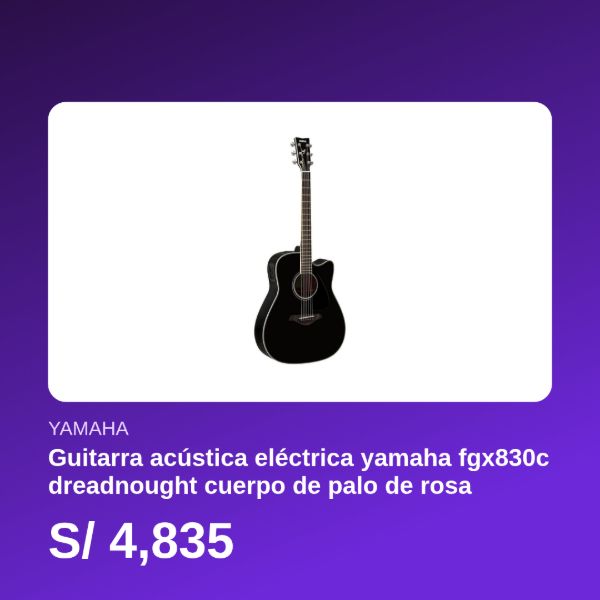 YAMAHA
Guitarra acústica eléctrica yamaha fgx830c
dreadnought cuerpo de palo de rosa
S/ 4,835